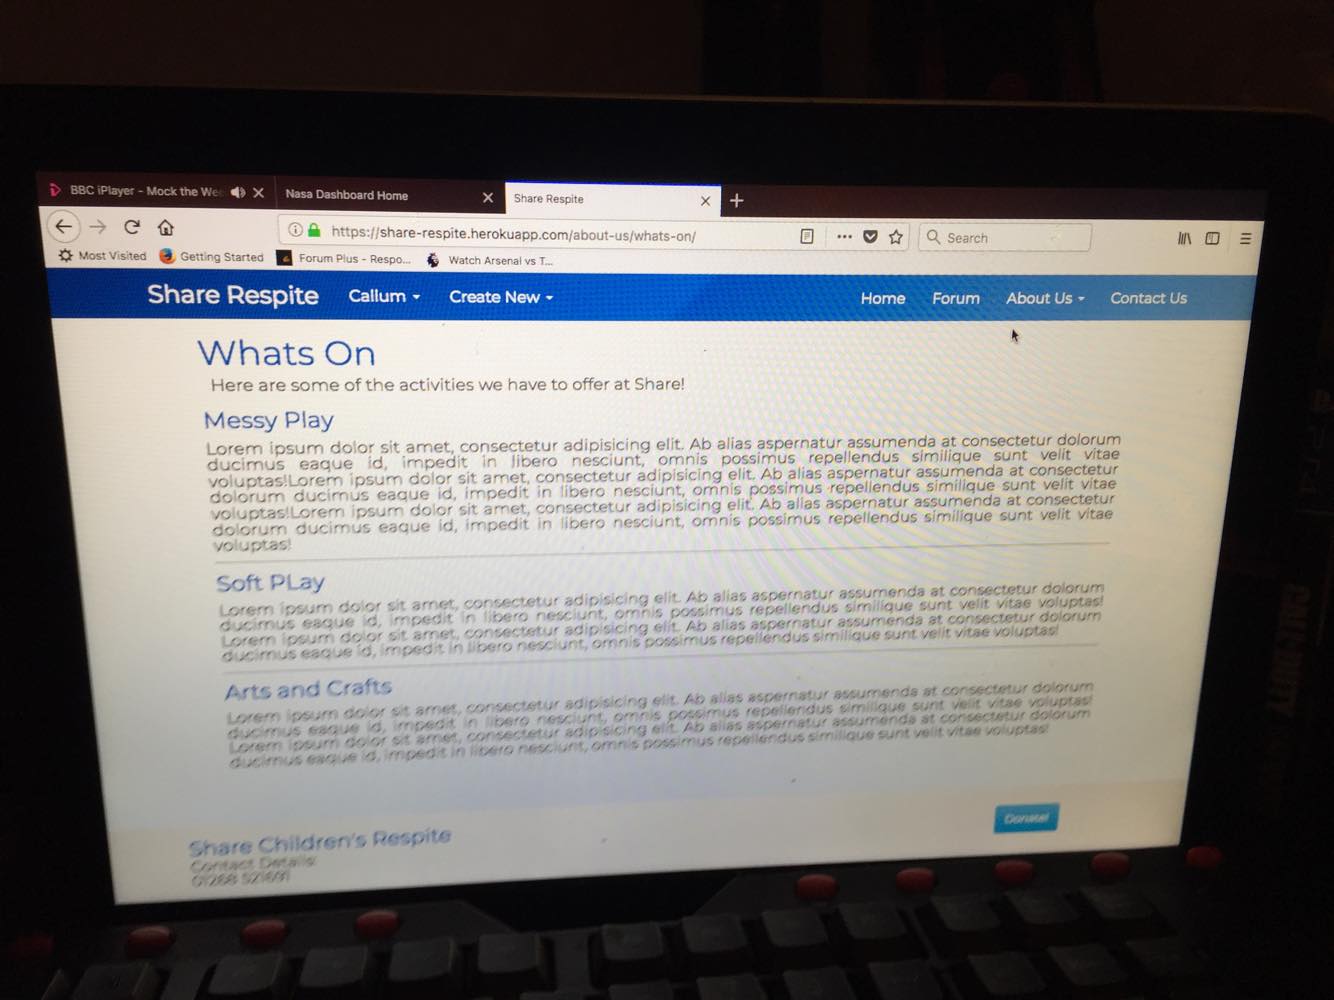 BBC iPlayer - Mock the Wee
Nasa Dashboard Home
Share Respite
https://share-respite.herokuapp.com/about-us/whats-on/
Search
Most Visited
Getting Started
Forum Plus - Respo...
Watch Arsenal vs T...
Share Respite
Callum
Create New
Home
Forum
About Us
Contact Us
Whats On
Here are some of the activities we have to offer at Share!
Messy Play
Lorem ipsum dolor sit amet, consectetur adipisicing elit. Ab alias aspernatur assumenda at consectetur dolorum
ducimus eaque id, impedit in libero nesciunt, omnis possimus repellendus similique sunt velit vitae
voluptas!Lorem ipsum dolor sit amet, consectetur adipisicing elit. Ab alias aspernatur assumenda at consectetur
dolorum ducimus eaque id, impedit in libero nesciunt, omnis possimus repellendus similique sunt velit vitae
voluptas!Lorem ipsum dolor sit amet, consectetur adipisicing elit. Ab alias aspernatur assumenda at consectetur
dolorum ducimus eaque id, impedit in libero nesciunt, omnis possimus repellendus similique sunt velit vitae
voluptas!
Soft PLay
Lorem ipsum dolor sit amet, consectetur adipisicing elit. Ab alias aspernatur assumenda at consectetur dolorum
ducimus eaque id, impedit in libero nesciunt, omnis possimus repellendus similique sunt velit vitae voluptas!
Lorem ipsum dolor sit amet, consectetur adipisicing elit. Ab alias aspernatur assumenda at consectetur dolorum
ducimus eaque id, impedit in libero nesciunt, omnis possimus repellendus similique sunt velit vitae voluptas!
Arts and Crafts
Lorem ipsum dolor sit amet, consectetur adipisicing elit. Ab alias aspernatur assumenda at consectetur dolorum
ducimus eaque id, impedit in libero nesciunt, omnis possimus repellendus similique sunt velit vitae voluptas!
Lorem ipsum dolor sit amet, consectetur adipisicing elit. Ab alias aspernatur assumenda at consectetur dolorum
ducimus eaque id, impedit in libero nesciunt, omnis possimus repellendus similique sunt velit vitae voluptas!
Donate!
Share Children's Respite
Contact Details: